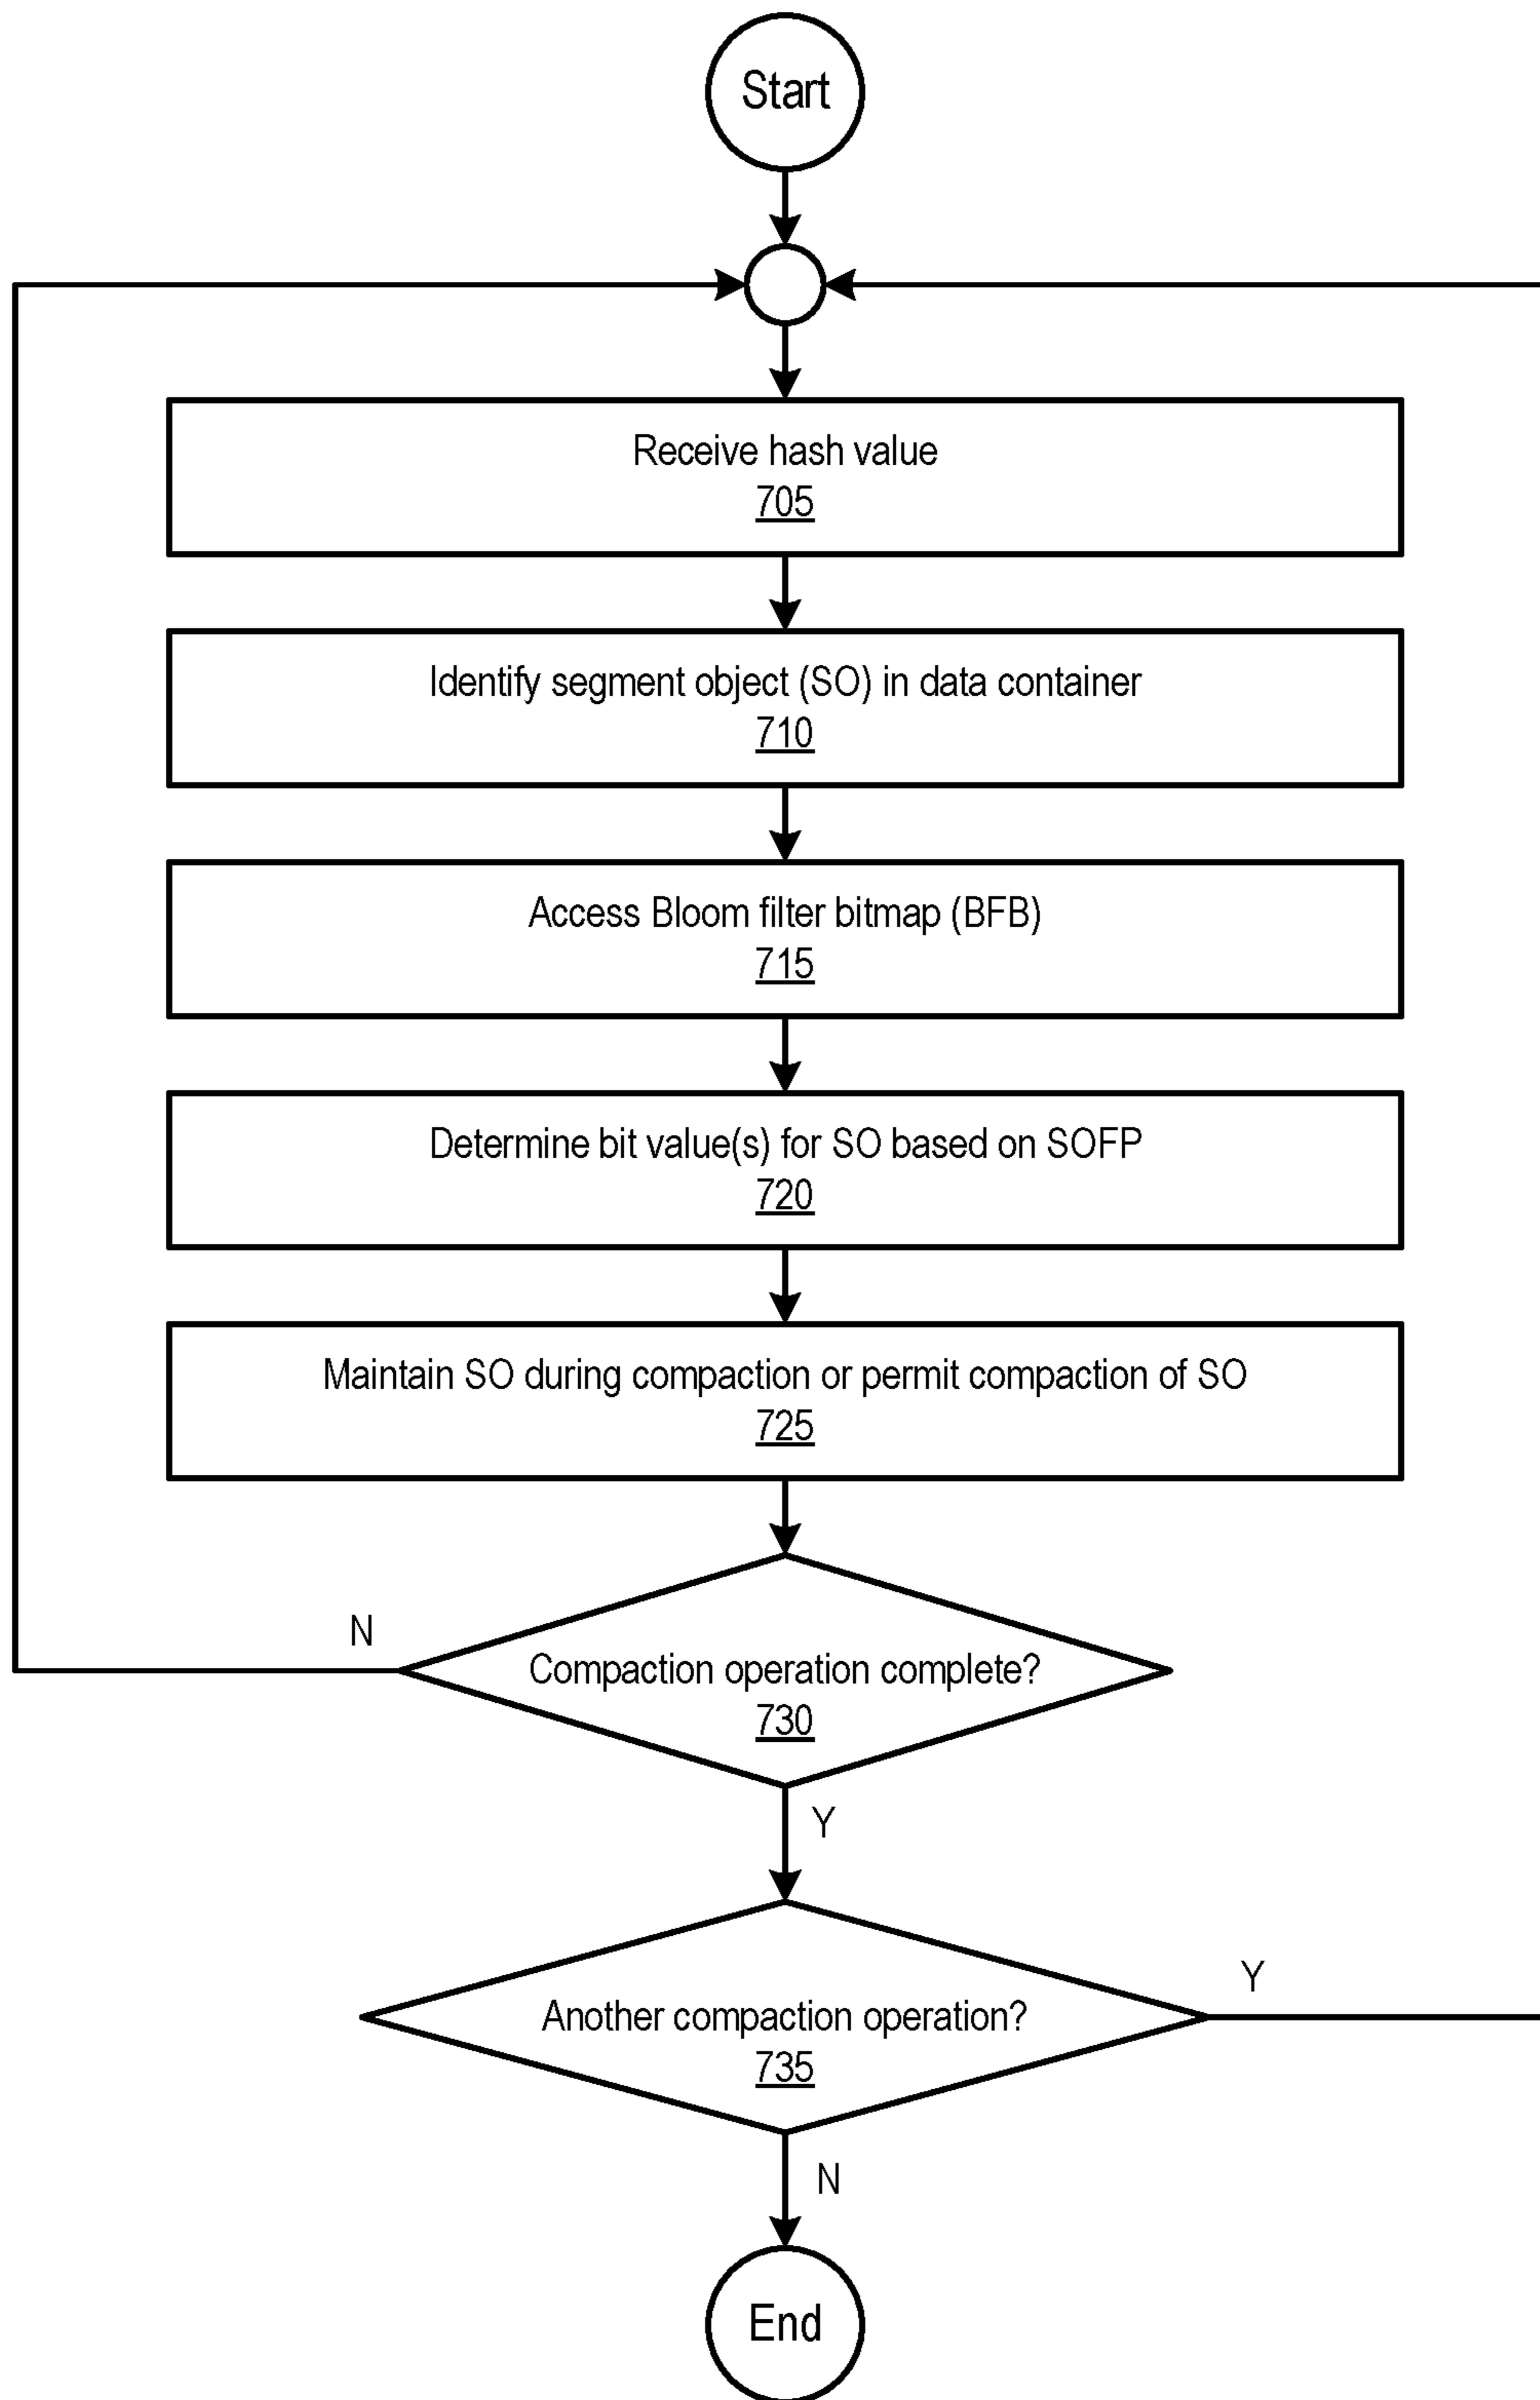 Start
Receive hash value
705
Identify segment object (SO) in data container
710
Access Bloom filter bitmap (BFB)
715
Determine bit value(s) for SO based on SOFP
720
Maintain SO during compaction or permit compaction of SO
725
N
Compaction operation complete?
730
Y
Y
Another compaction operation?
735
N
End